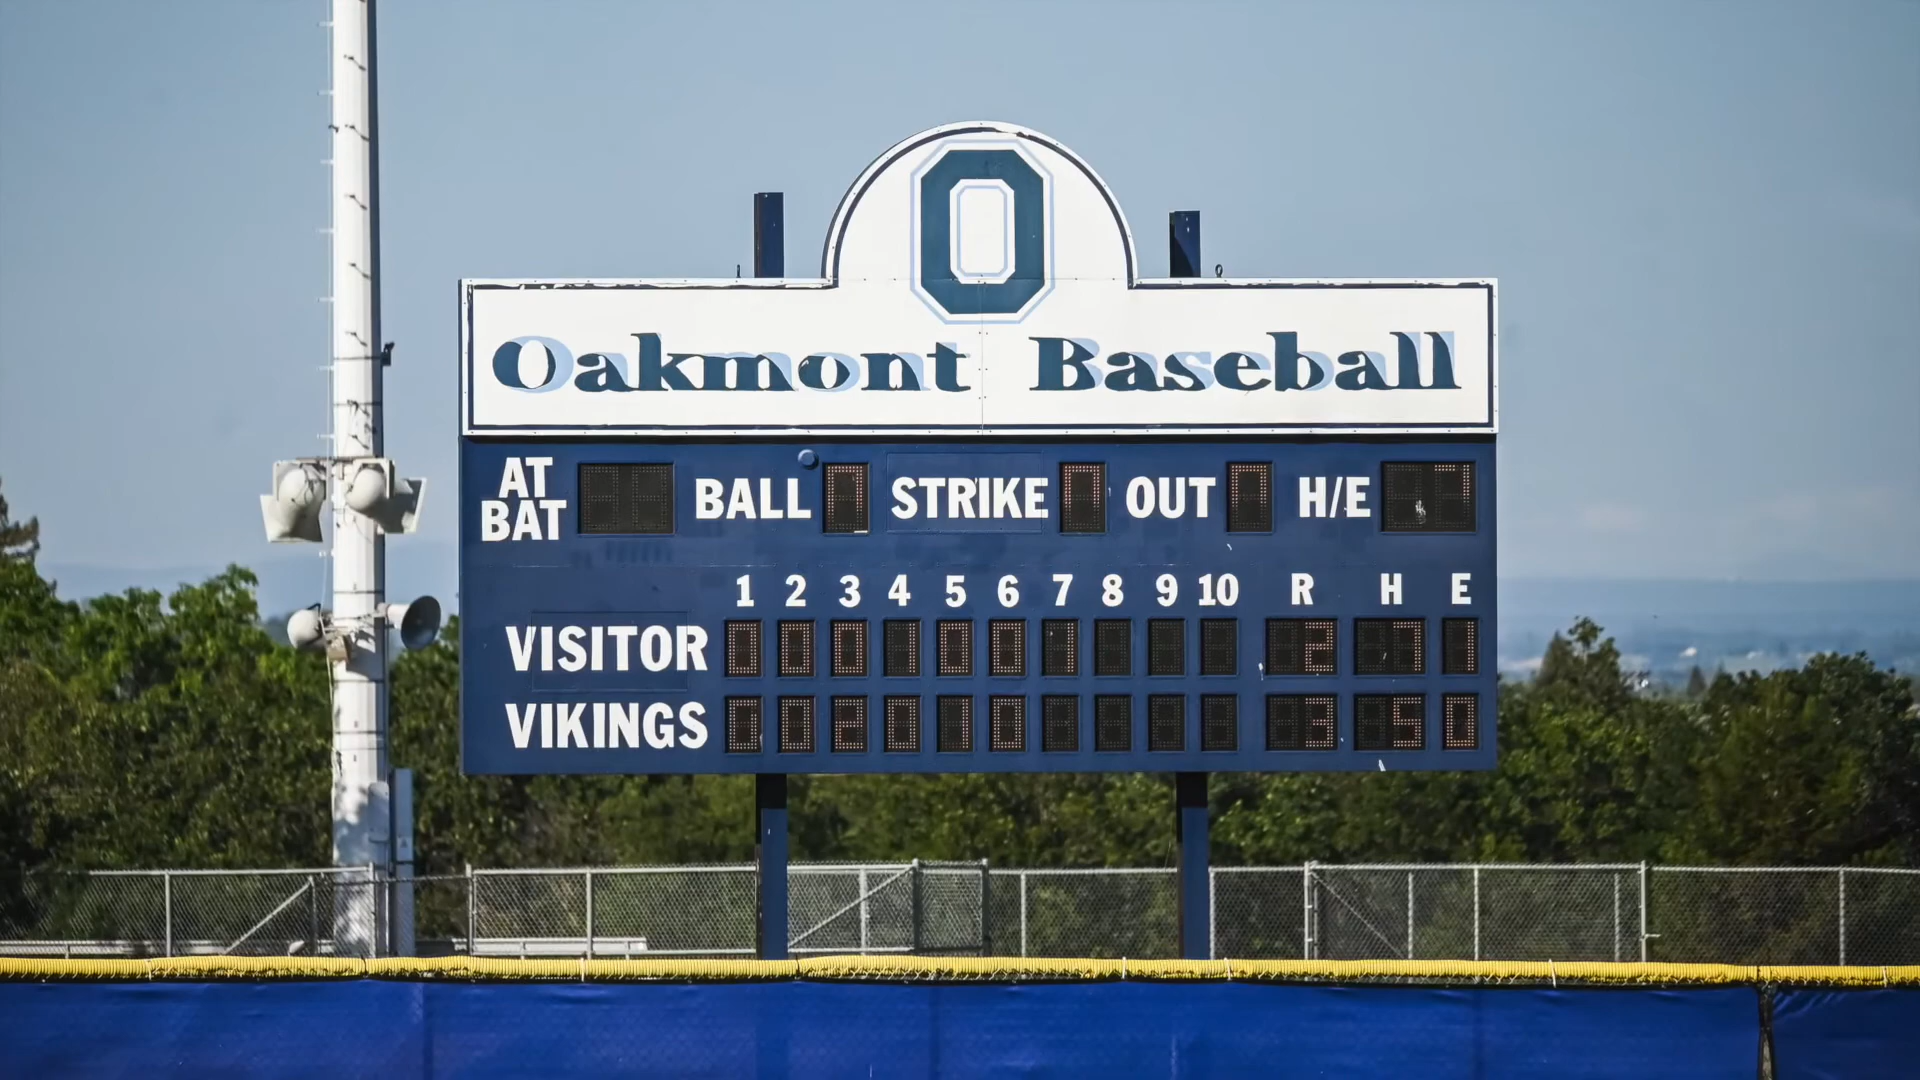 O
Oakmont Baseball
AT BAT BALL 0 STRIKE 0 OUT H/E
1 2 3 4 5 6 7 8 9 10 R H E
VISITOR 0 0 0 1 0 0 1 2 1
VIKINGS 0 2 0 1 0 3 5 0